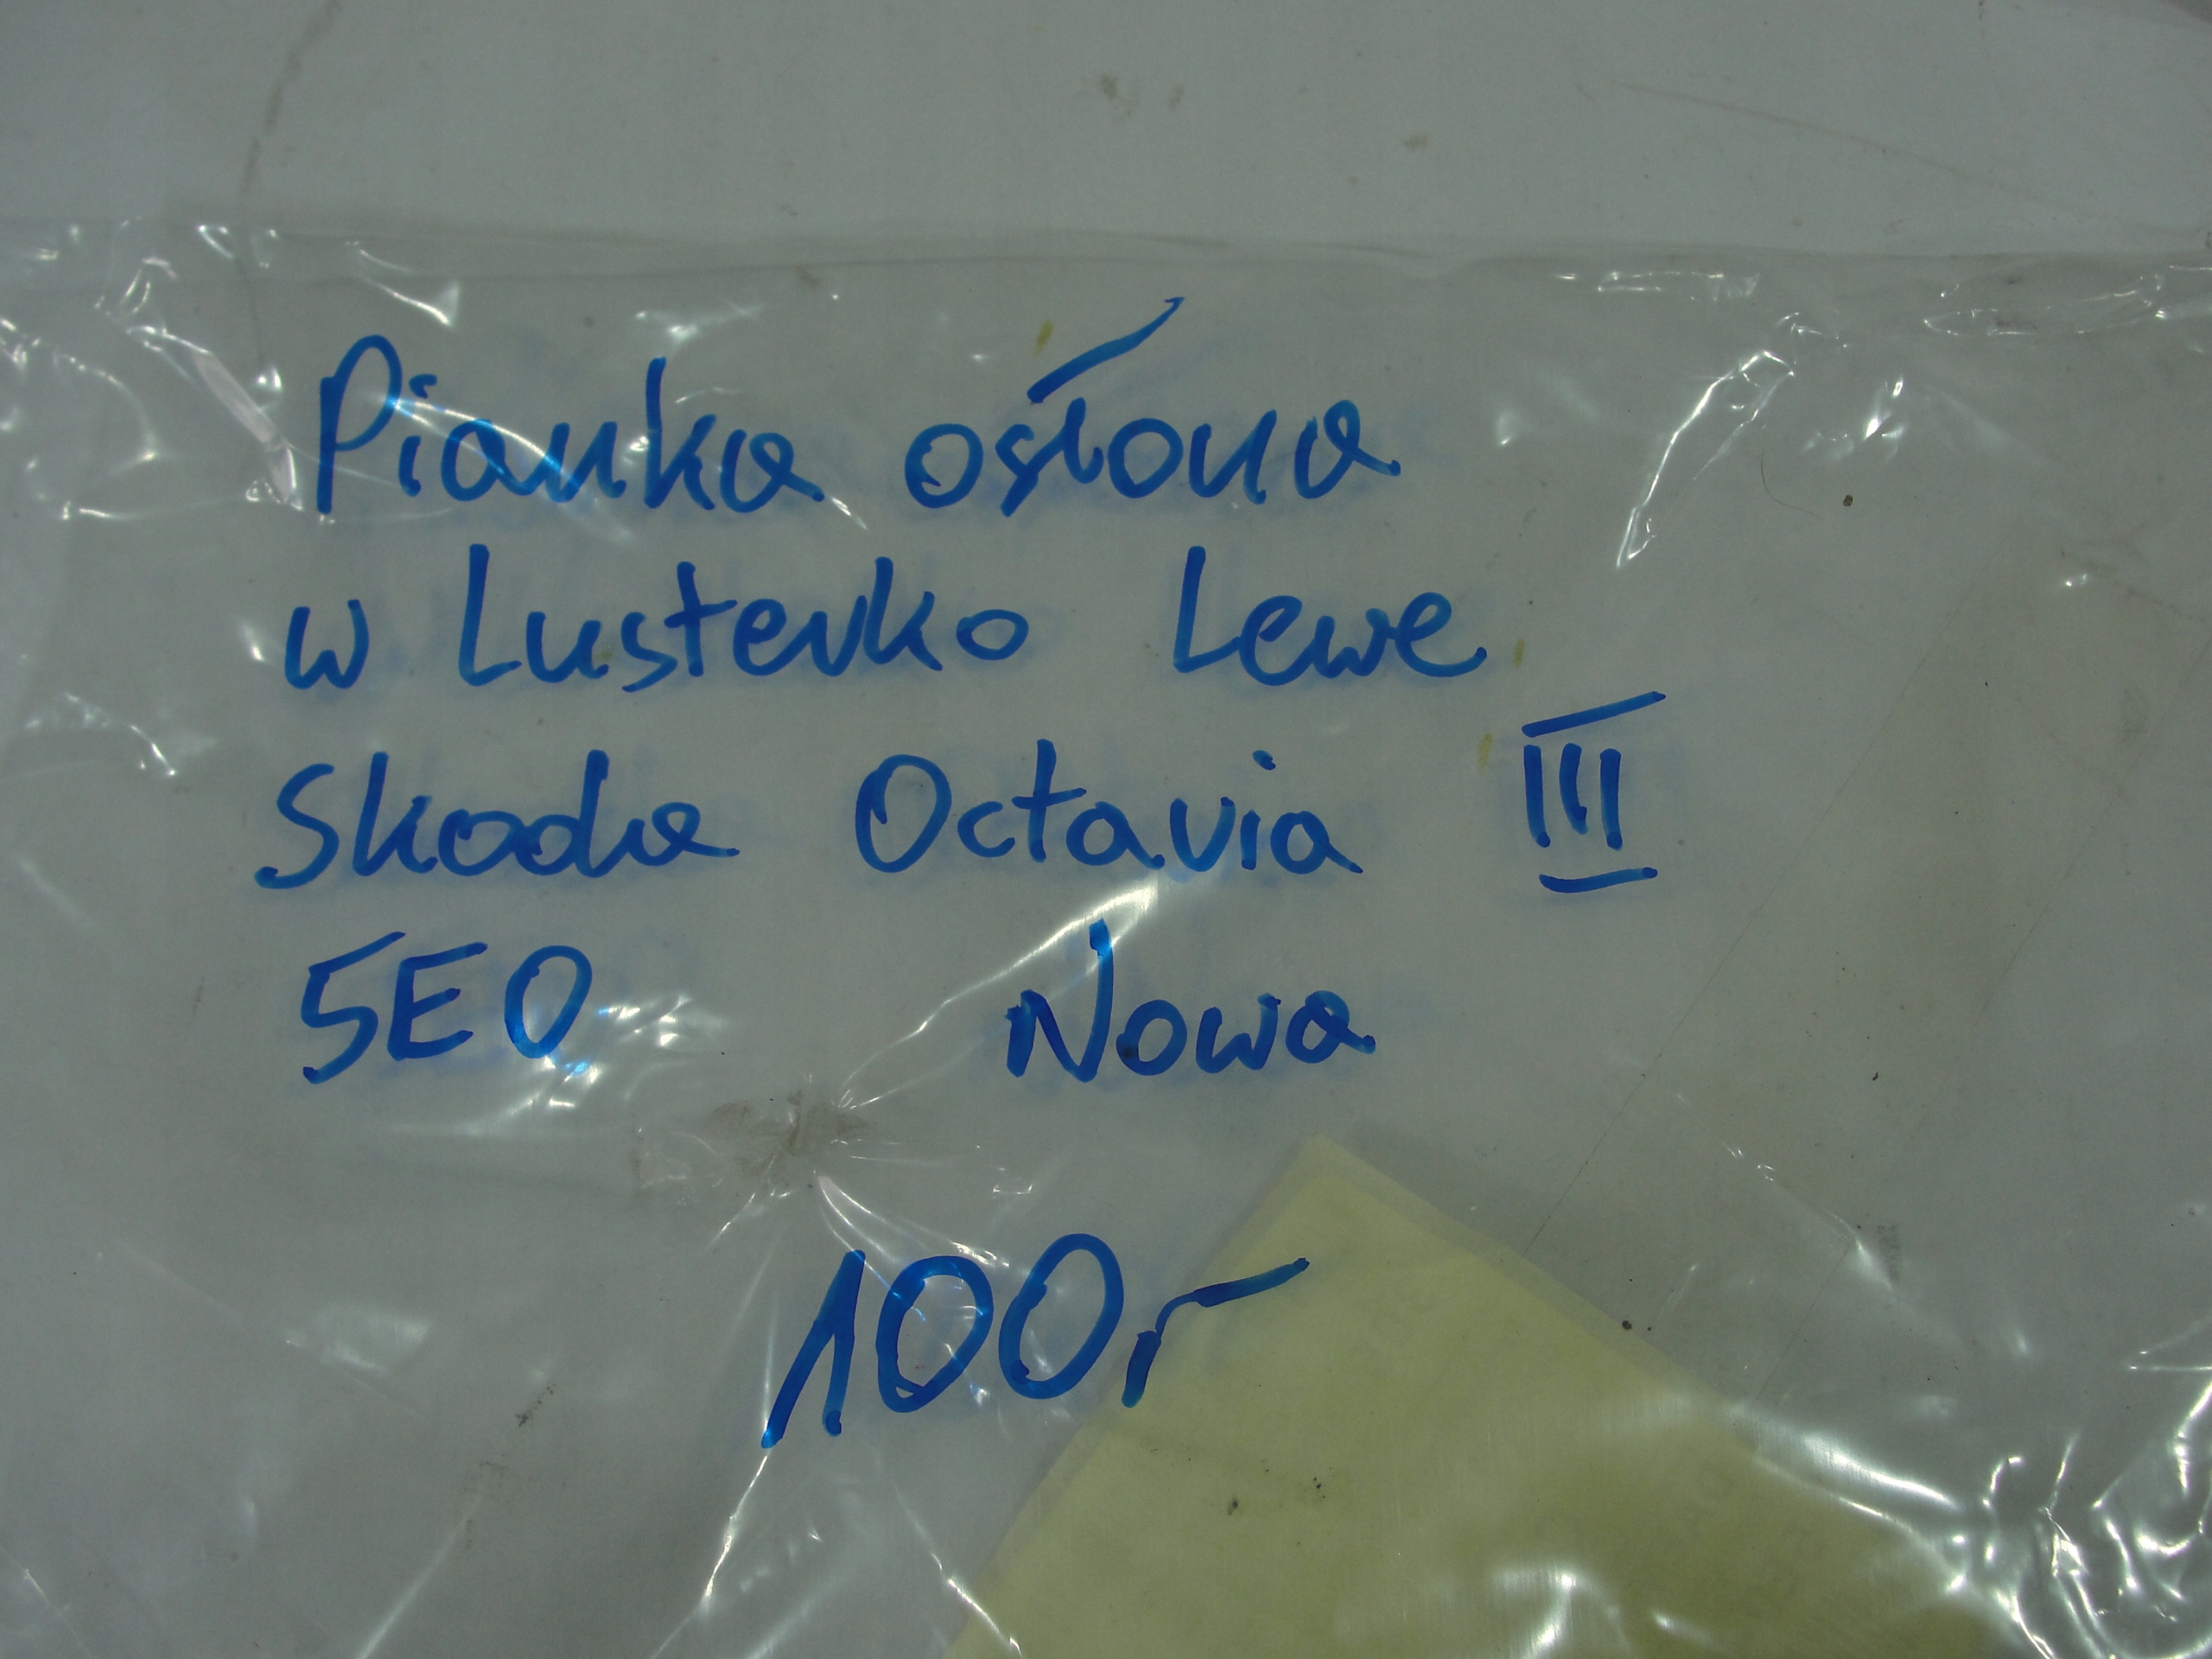 Pianka osłona
w Lusterko Lewe
Skoda Octavia III
5E0 Nowa
100,-